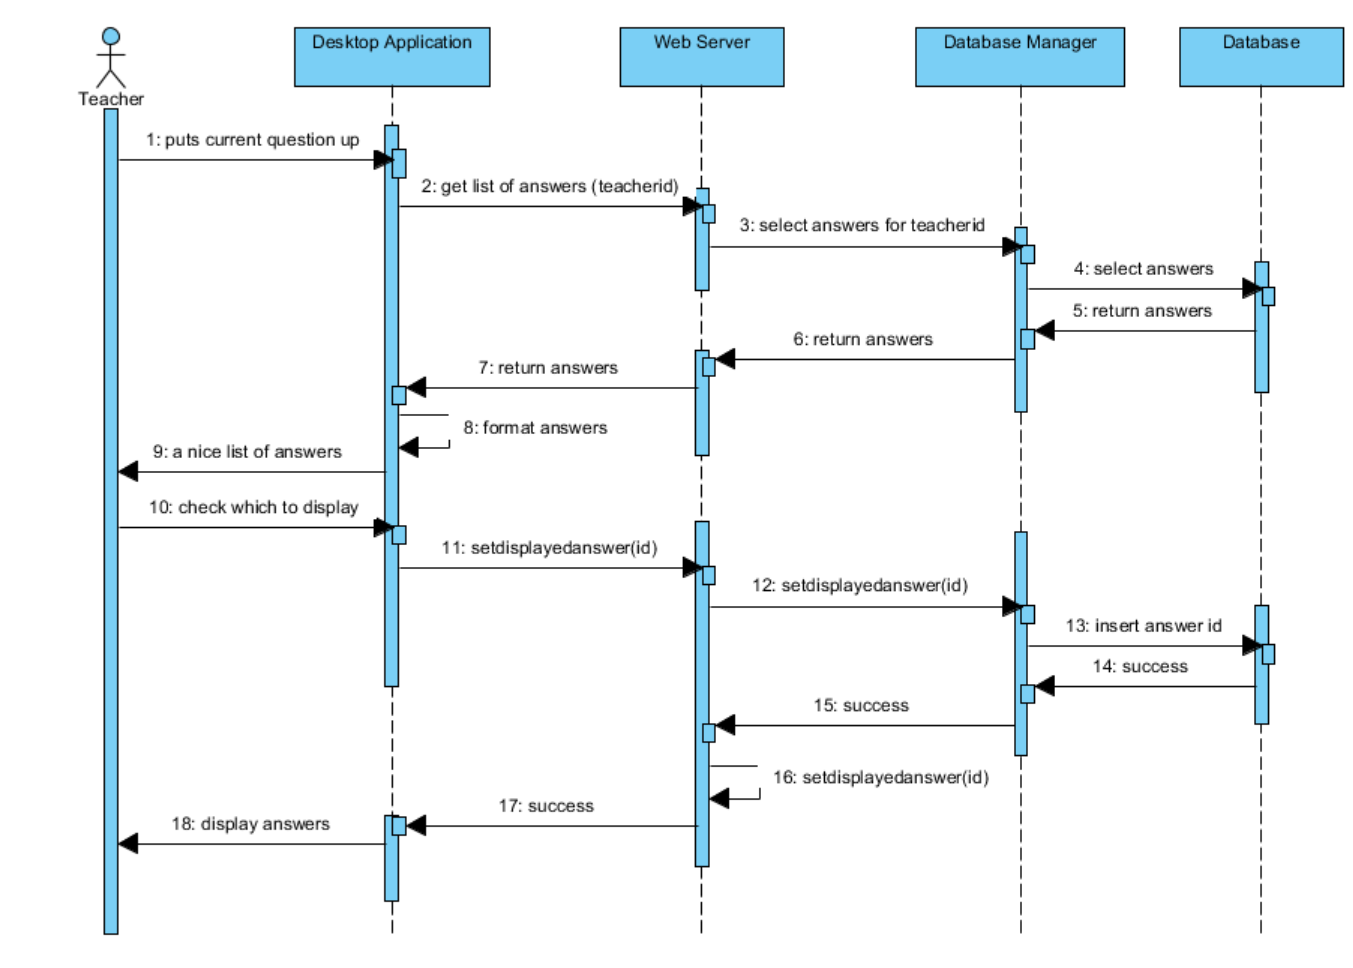 Desktop Application
Web Server
Database Manager
Database
Teacher
1: puts current question up
2: get list of answers (teacherid)
3: select answers for teacherid
4: select answers
5: return answers
6: return answers
7: return answers
8: format answers
9: a nice list of answers
10: check which to display
11: setdisplayedanswer(id)
12: setdisplayedanswer(id)
13: insert answer id
14: success
15: success
16: setdisplayedanswer(id)
17: success
18: display answers